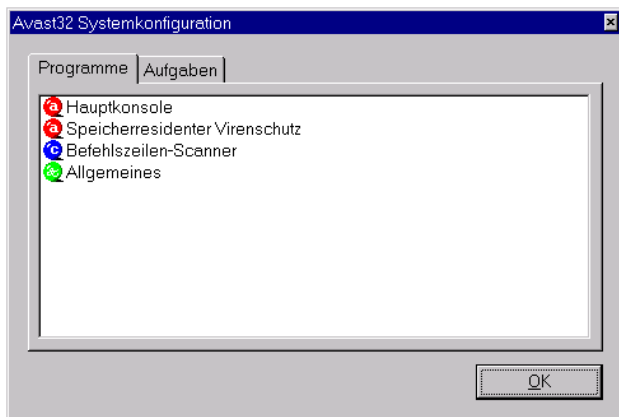 Avast32 Systemkonfiguration
Programme Aufgaben
Hauptkonsole
Speicherresidenter Virenschutz
Befehlszeilen-Scanner
Allgemeines
OK